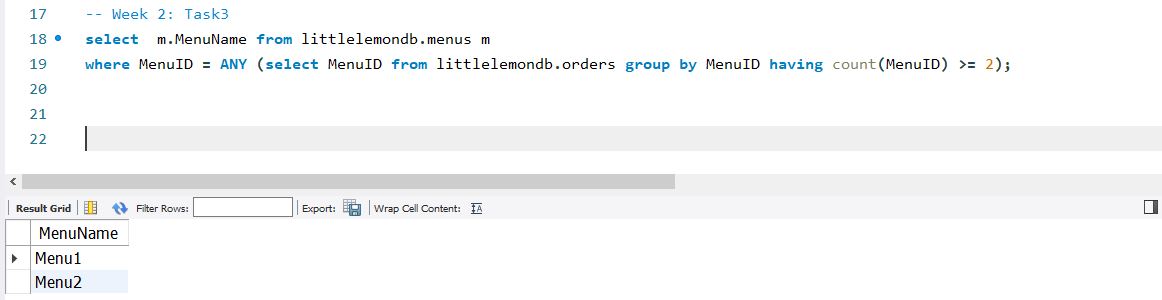 17 -- Week 2: Task3
18 select m.MenuName from littlelemondb.menus m
19 where MenuID = ANY (select MenuID from littlelemondb.orders group by MenuID having count(MenuID) >= 2);
20
21
22
Result Grid Filter Rows: Export: Wrap Cell Content: IA
MenuName
Menu1
Menu2